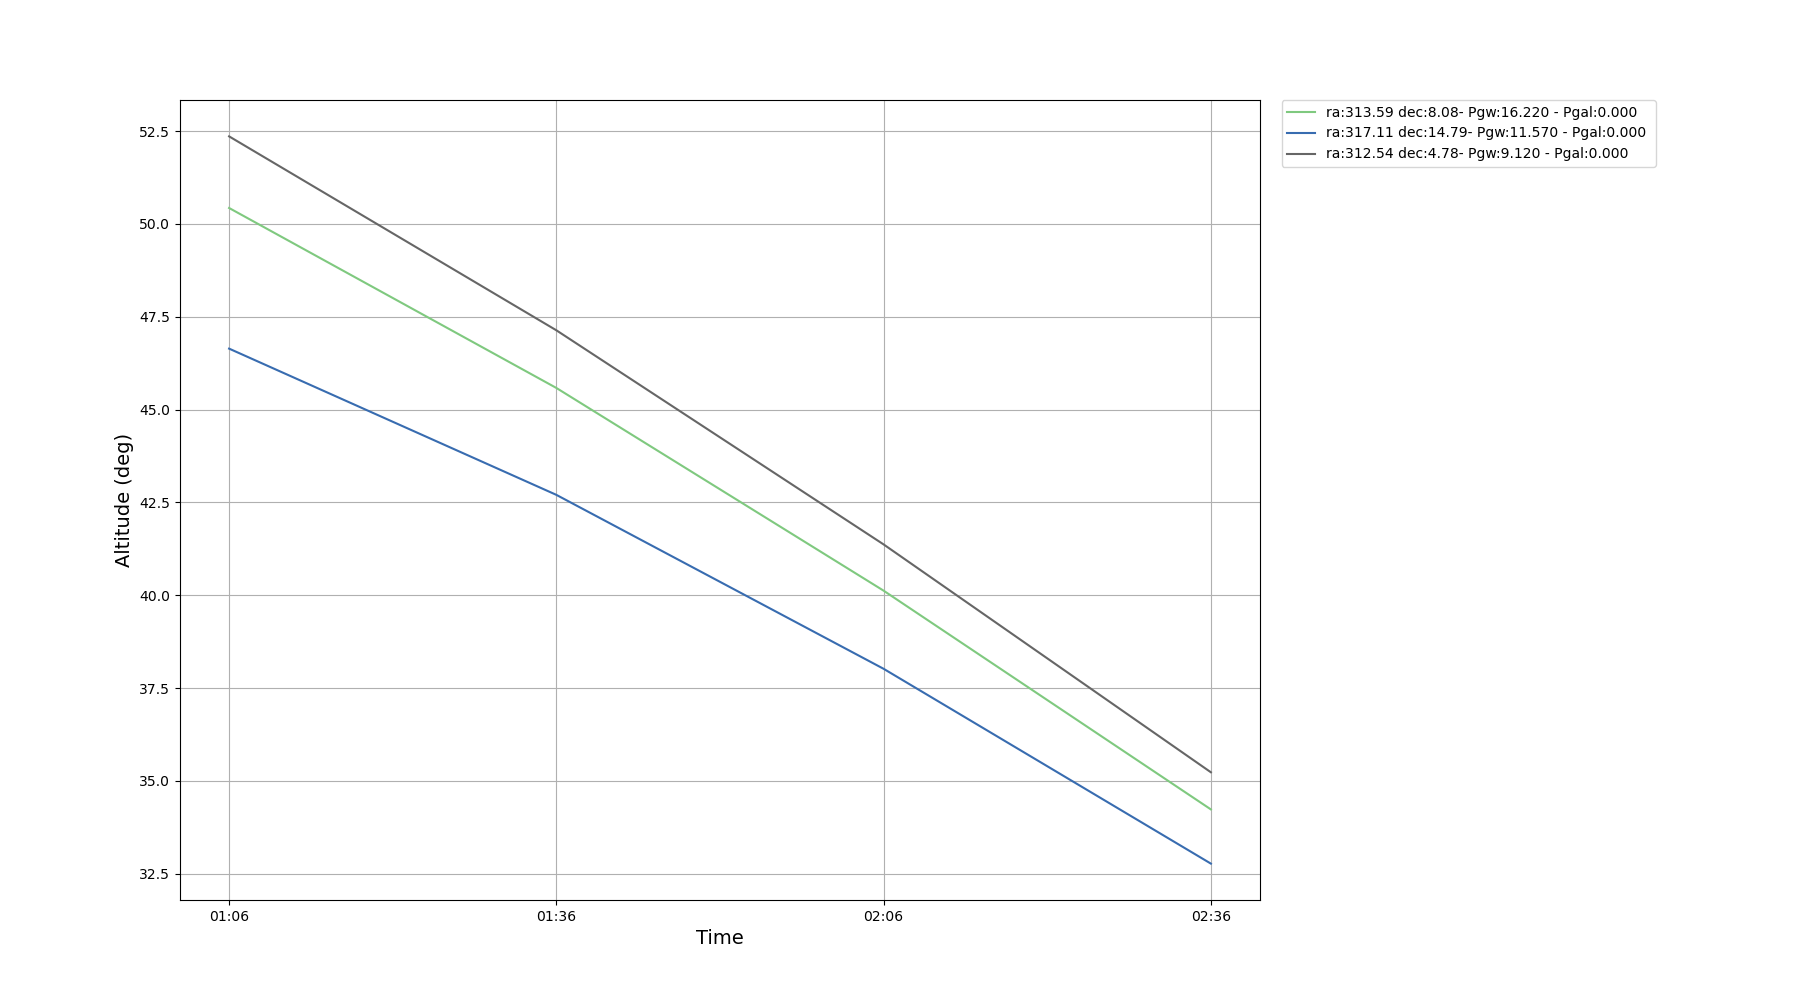 ra:313.59 dec:8.08- Pgw:16.220 - Pgal:0.000
ra:317.11 dec:14.79- Pgw:11.570 - Pgal:0.000
ra:312.54 dec:4.78- Pgw:9.120 - Pgal:0.000
52.5
50.0
47.5
45.0
42.5
40.0
37.5
35.0
32.5
Altitude (deg)
01:06 01:36 02:06 02:36
Time